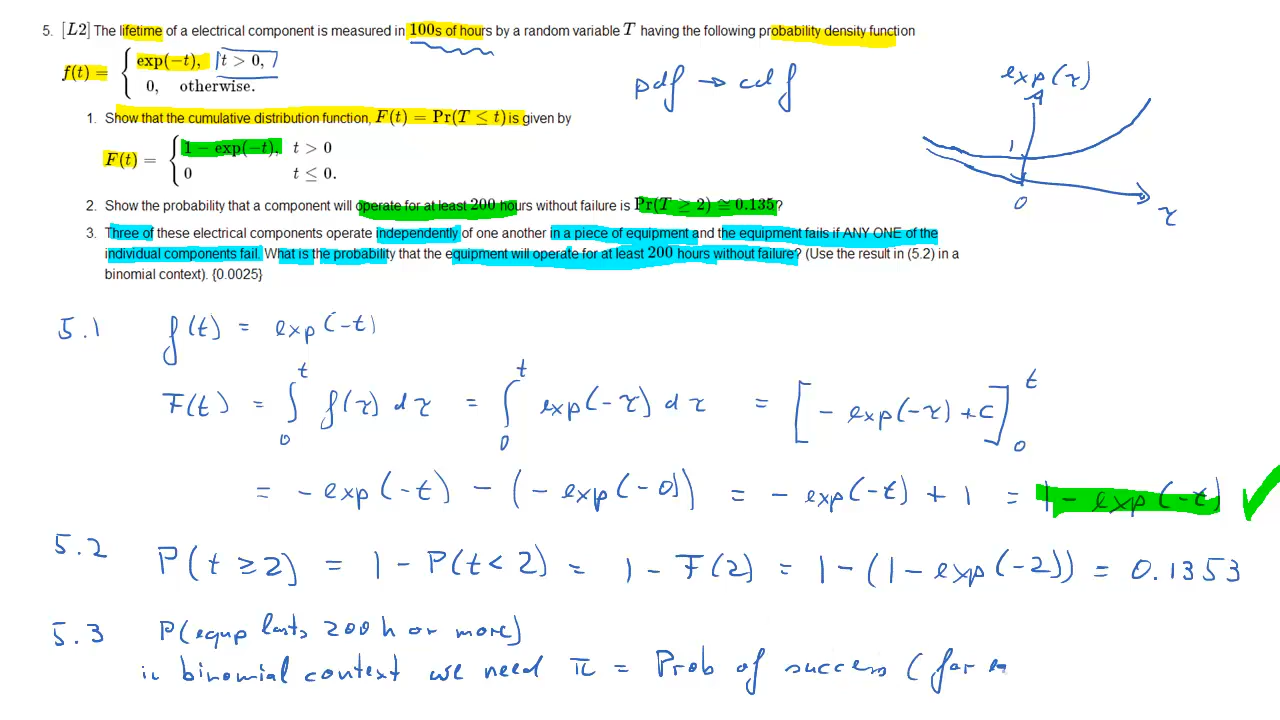 5. [L2] The lifetime of a electrical component is measured in 100s of hours by a random variable T having the following probability density function
f(t) = { exp(−t), t > 0,
0, otherwise.
pdf → cdf
exp(τ)
1
0
τ
1. Show that the cumulative distribution function, F(t) = Pr(T ≤ t) is given by
F(t) = { 1 − exp(−t), t > 0
0 t ≤ 0.
2. Show the probability that a component will operate for at least 200 hours without failure is Pr(T ≥ 2) ≅ 0.135?
3. Three of these electrical components operate independently of one another in a piece of equipment and the equipment fails if ANY ONE of the
individual components fail. What is the probability that the equipment will operate for at least 200 hours without failure? (Use the result in (5.2) in a
binomial context). {0.0025}
5.1 f(t) = exp(-t)
F(t) = ∫₀ᵗ f(τ) dτ = ∫₀ᵗ exp(-τ) dτ = [- exp(-τ) + c]₀ᵗ
= - exp(-t) - (- exp(-0)) = - exp(-t) + 1 = 1 - exp(-t) ✓
5.2 P(t ≥ 2) = 1 - P(t < 2) = 1 - F(2) = 1 - (1 - exp(-2)) = 0.1353
5.3 P(equp lasts 200 h or more)
in binomial context we need π = Prob of success (for